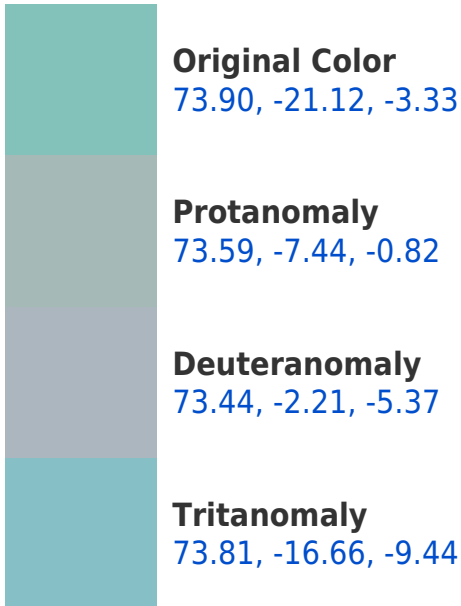 Original Color
73.90, -21.12, -3.33
Protanomaly
73.59, -7.44, -0.82
Deuteranomaly
73.44, -2.21, -5.37
Tritanomaly
73.81, -16.66, -9.44